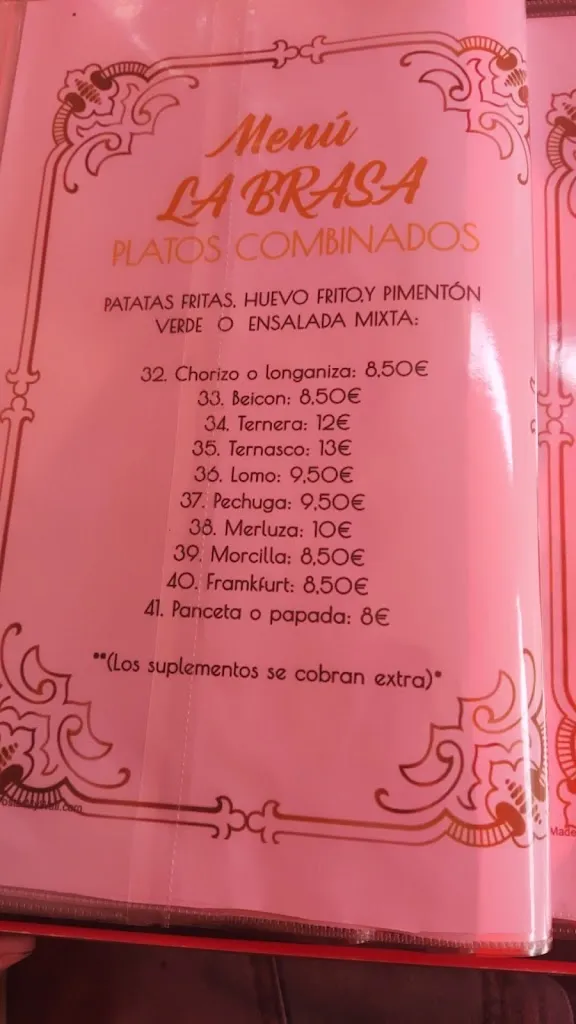 Menú
LA BRASA
PLATOS COMBINADOS
PATATAS FRITAS, HUEVO FRITO,Y PIMENTÓN
VERDE O ENSALADA MIXTA:
32. Chorizo o longaniza: 8,50€
33. Beicon: 8,50€
34. Ternera: 12€
35. Ternasco: 13€
36. Lomo: 9,50€
37. Pechuga: 9,50€
38. Merluza: 10€
39. Morcilla: 8,50€
40. Framkfurt: 8,50€
41. Panceta o papada: 8€
**(Los suplementos se cobran extra)*
Made